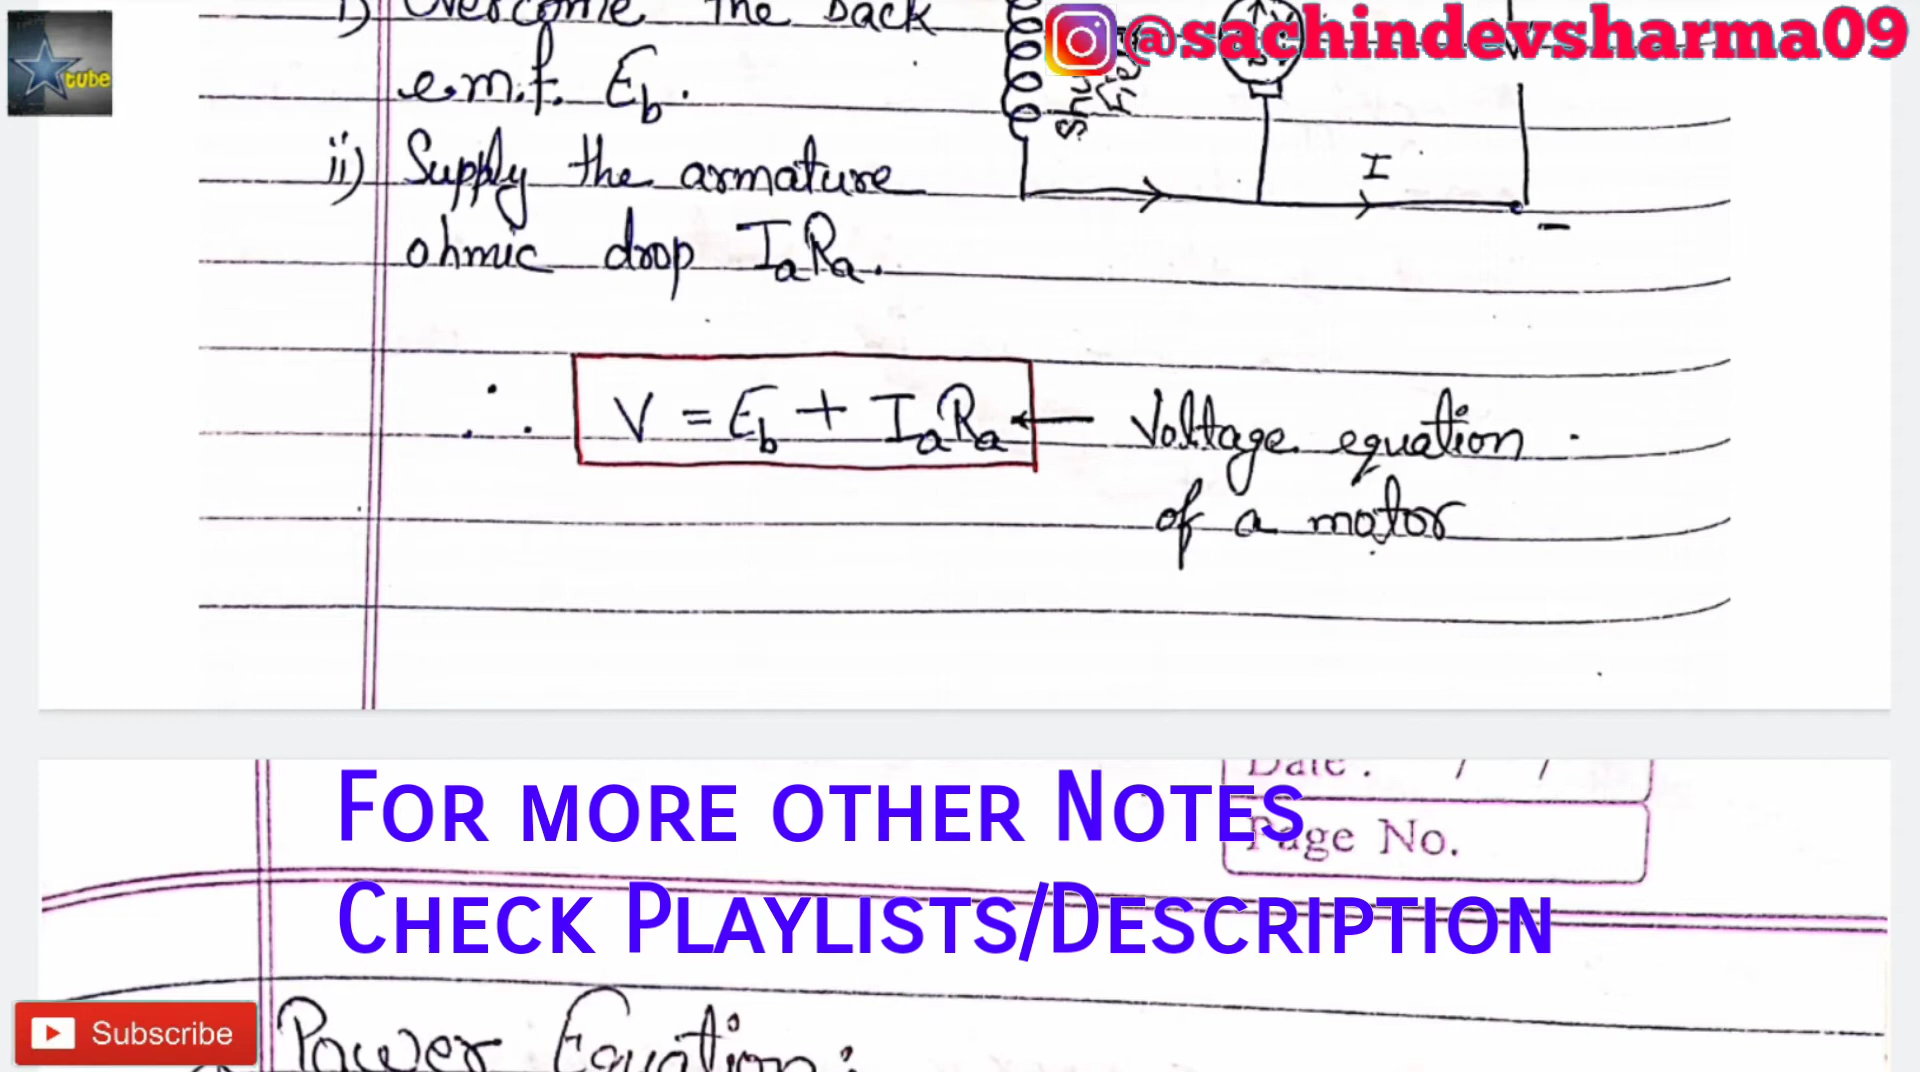 i) Overcome the back
e.m.f. Eb.
ii) Supply the armature
ohmic drop IaRa.
I
-
∴ V = Eb + IaRa ← Voltage equation
of a motor
@sachindevsharma09
tube
Date. / /
Page No.
For more other Notes
Check Playlists/Description
Subscribe
Power Equation: